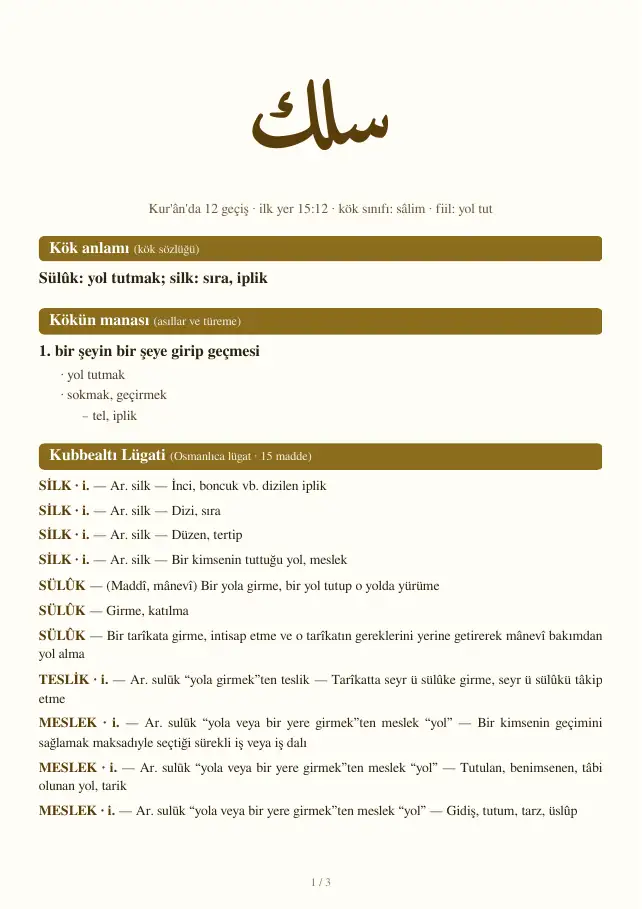 سلك
Kur'ân'da 12 geçiş · ilk yer 15:12 · kök sınıfı: sâlim · fiil: yol tut
Kök anlamı (kök sözlüğü)
Sülûk: yol tutmak; silk: sıra, iplik
Kökün manası (asıllar ve türeme)
1. bir şeyin bir şeye girip geçmesi
· yol tutmak
· sokmak, geçirmek
– tel, iplik
Kubbealtı Lügati (Osmanlıca lügat · 15 madde)
SİLK · i. — Ar. silk — İnci, boncuk vb. dizilen iplik
SİLK · i. — Ar. silk — Dizi, sıra
SİLK · i. — Ar. silk — Düzen, tertip
SİLK · i. — Ar. silk — Bir kimsenin tuttuğu yol, meslek
SÜLÛK — (Maddî, mânevî) Bir yola girme, bir yol tutup o yolda yürüme
SÜLÛK — Girme, katılma
SÜLÛK — Bir tarîkata girme, intisap etme ve o tarîkatın gereklerini yerine getirerek mânevî bakımdan
yol alma
TESLİK · i. — Ar. sulūk “yola girmek”ten teslik — Tarîkatta seyr ü sülûke girme, seyr ü sülûkü tâkip
etme
MESLEK · i. — Ar. sulūk “yola veya bir yere girmek”ten meslek “yol” — Bir kimsenin geçimini
sağlamak maksadıyle seçtiği sürekli iş veya iş dalı
MESLEK · i. — Ar. sulūk “yola veya bir yere girmek”ten meslek “yol” — Tutulan, benimsenen, tâbi
olunan yol, tarik
MESLEK · i. — Ar. sulūk “yola veya bir yere girmek”ten meslek “yol” — Gidiş, tutum, tarz, üslûp
1 / 3